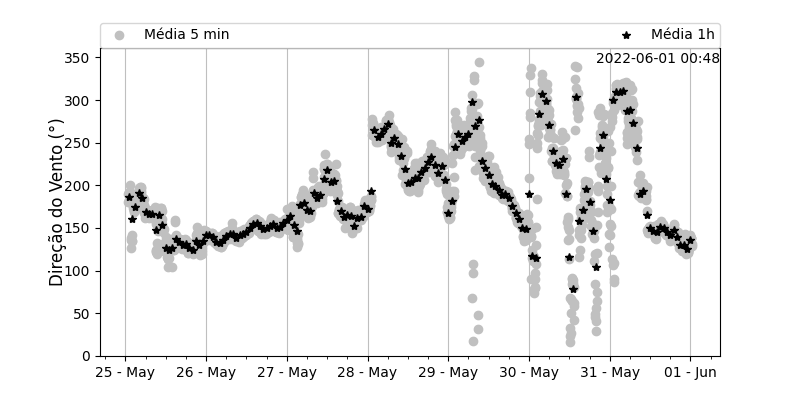 Média 5 min
Média 1h
2022-06-01 00:48
Direção do Vento (°)
350
300
250
200
150
100
50
0
25 - May
26 - May
27 - May
28 - May
29 - May
30 - May
31 - May
01 - Jun